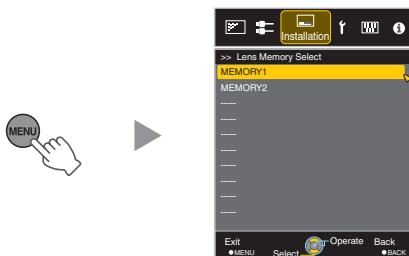 MENU
Installation
>> Lens Memory Select
MEMORY1
MEMORY2
-----
-----
-----
-----
-----
-----
-----
-----
Exit Operate Back
●MENU Select ●BACK